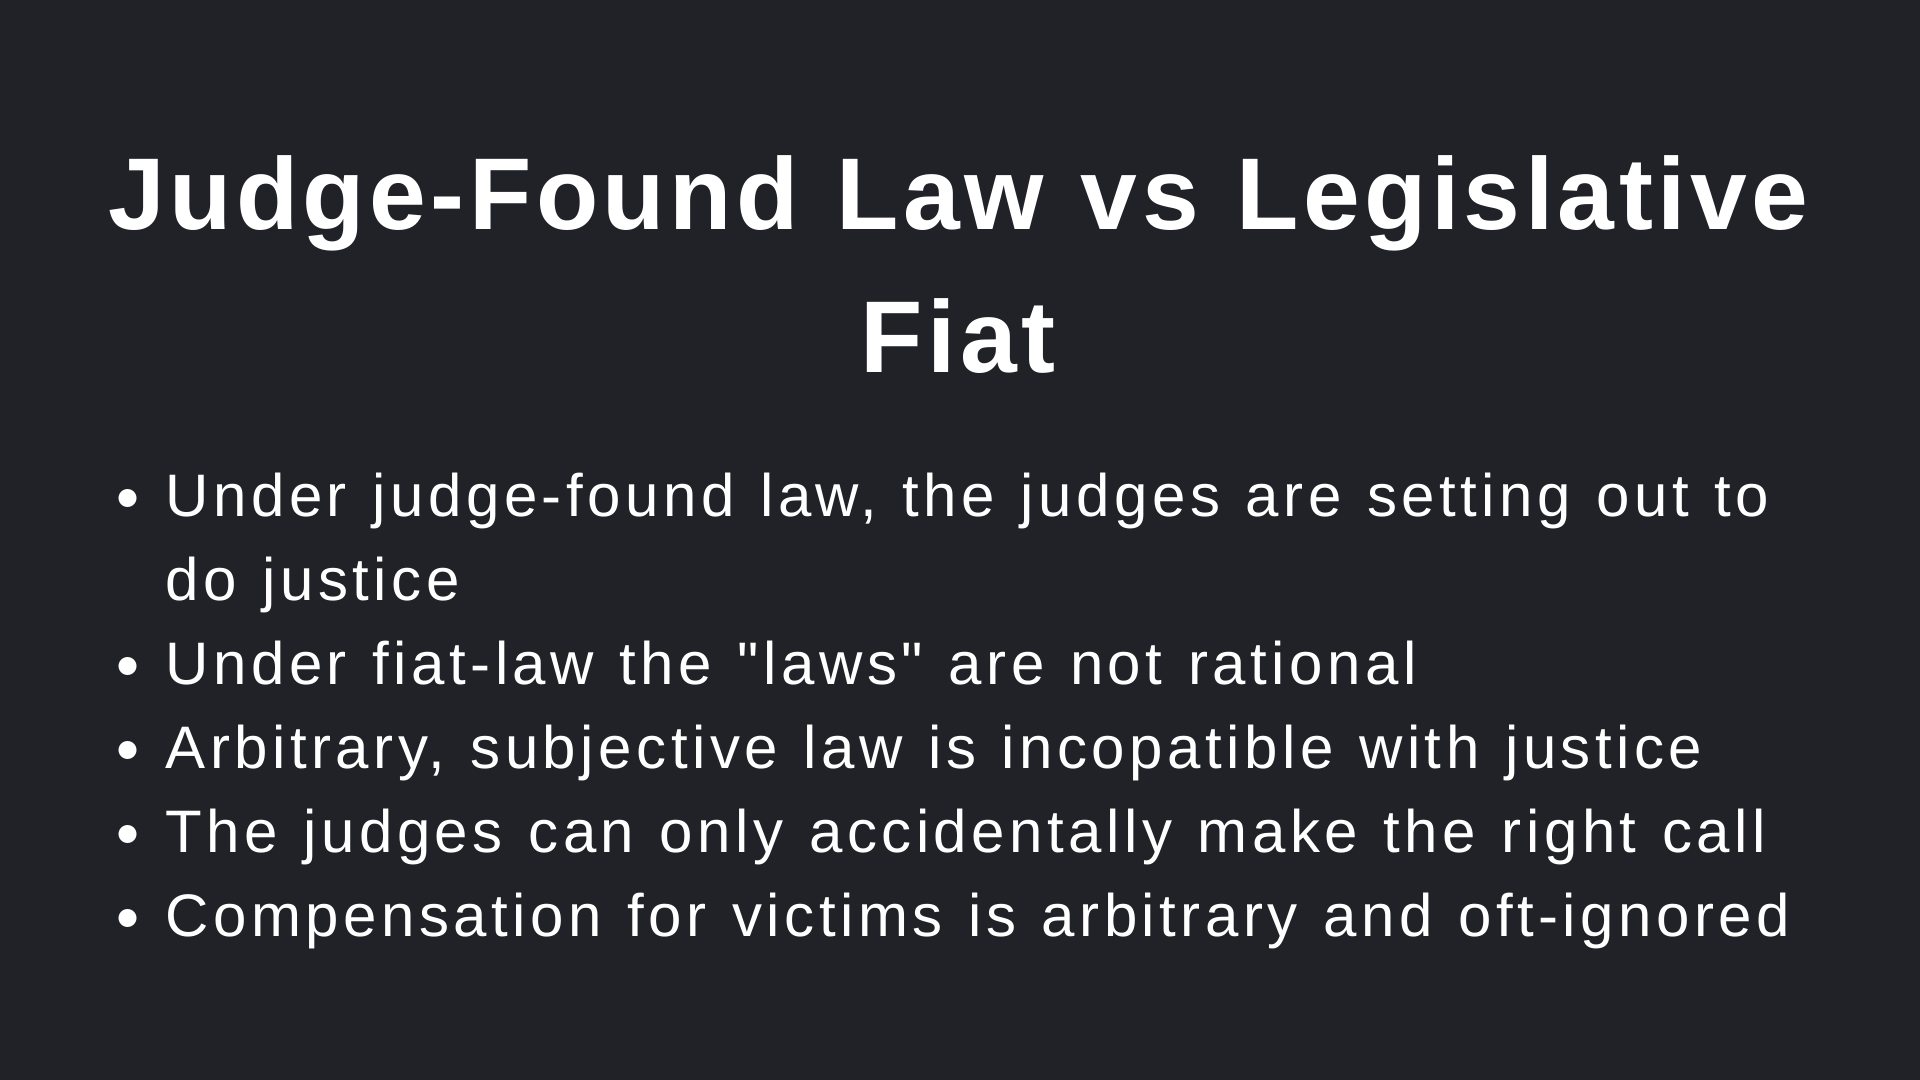 Judge-Found Law vs Legislative
Fiat
• Under judge-found law, the judges are setting out to
do justice
• Under fiat-law the "laws" are not rational
• Arbitrary, subjective law is incopatible with justice
• The judges can only accidentally make the right call
• Compensation for victims is arbitrary and oft-ignored